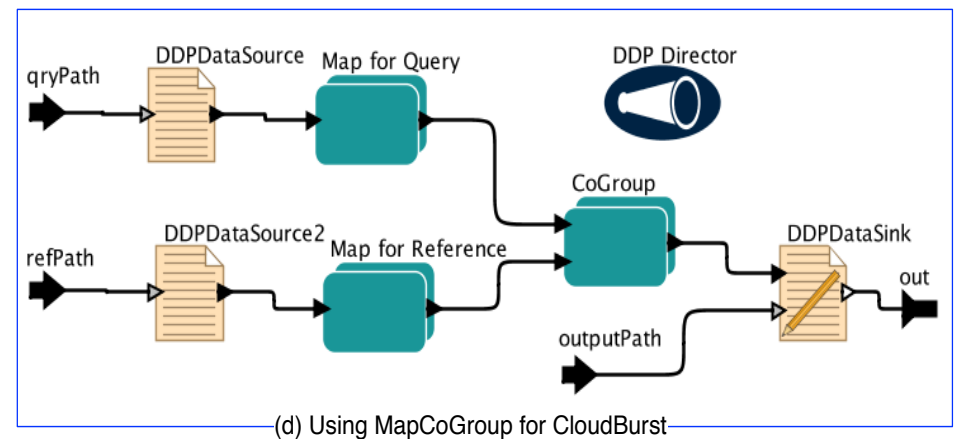 DDPDataSource
Map for Query
DDP Director
qryPath
CoGroup
DDPDataSource2
Map for Reference
DDPDataSink
refPath
out
outputPath
(d) Using MapCoGroup for CloudBurst